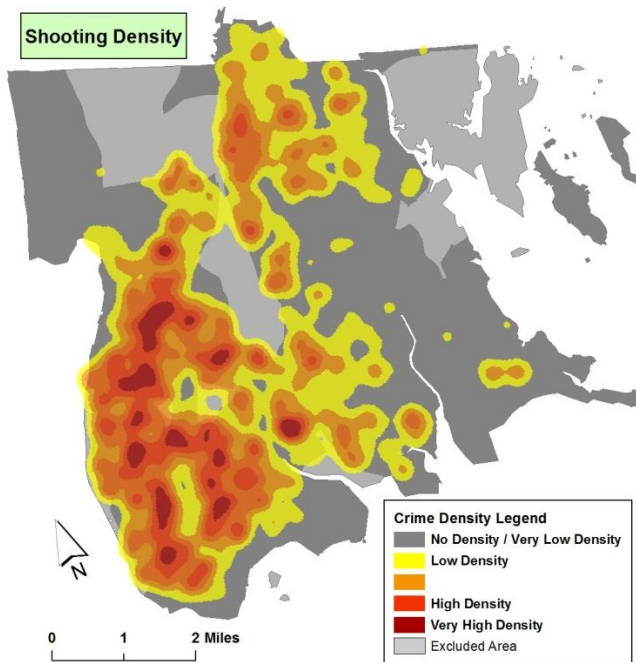 Shooting Density
N
0 1 2 Miles
Crime Density Legend
No Density / Very Low Density
Low Density
High Density
Very High Density
Excluded Area